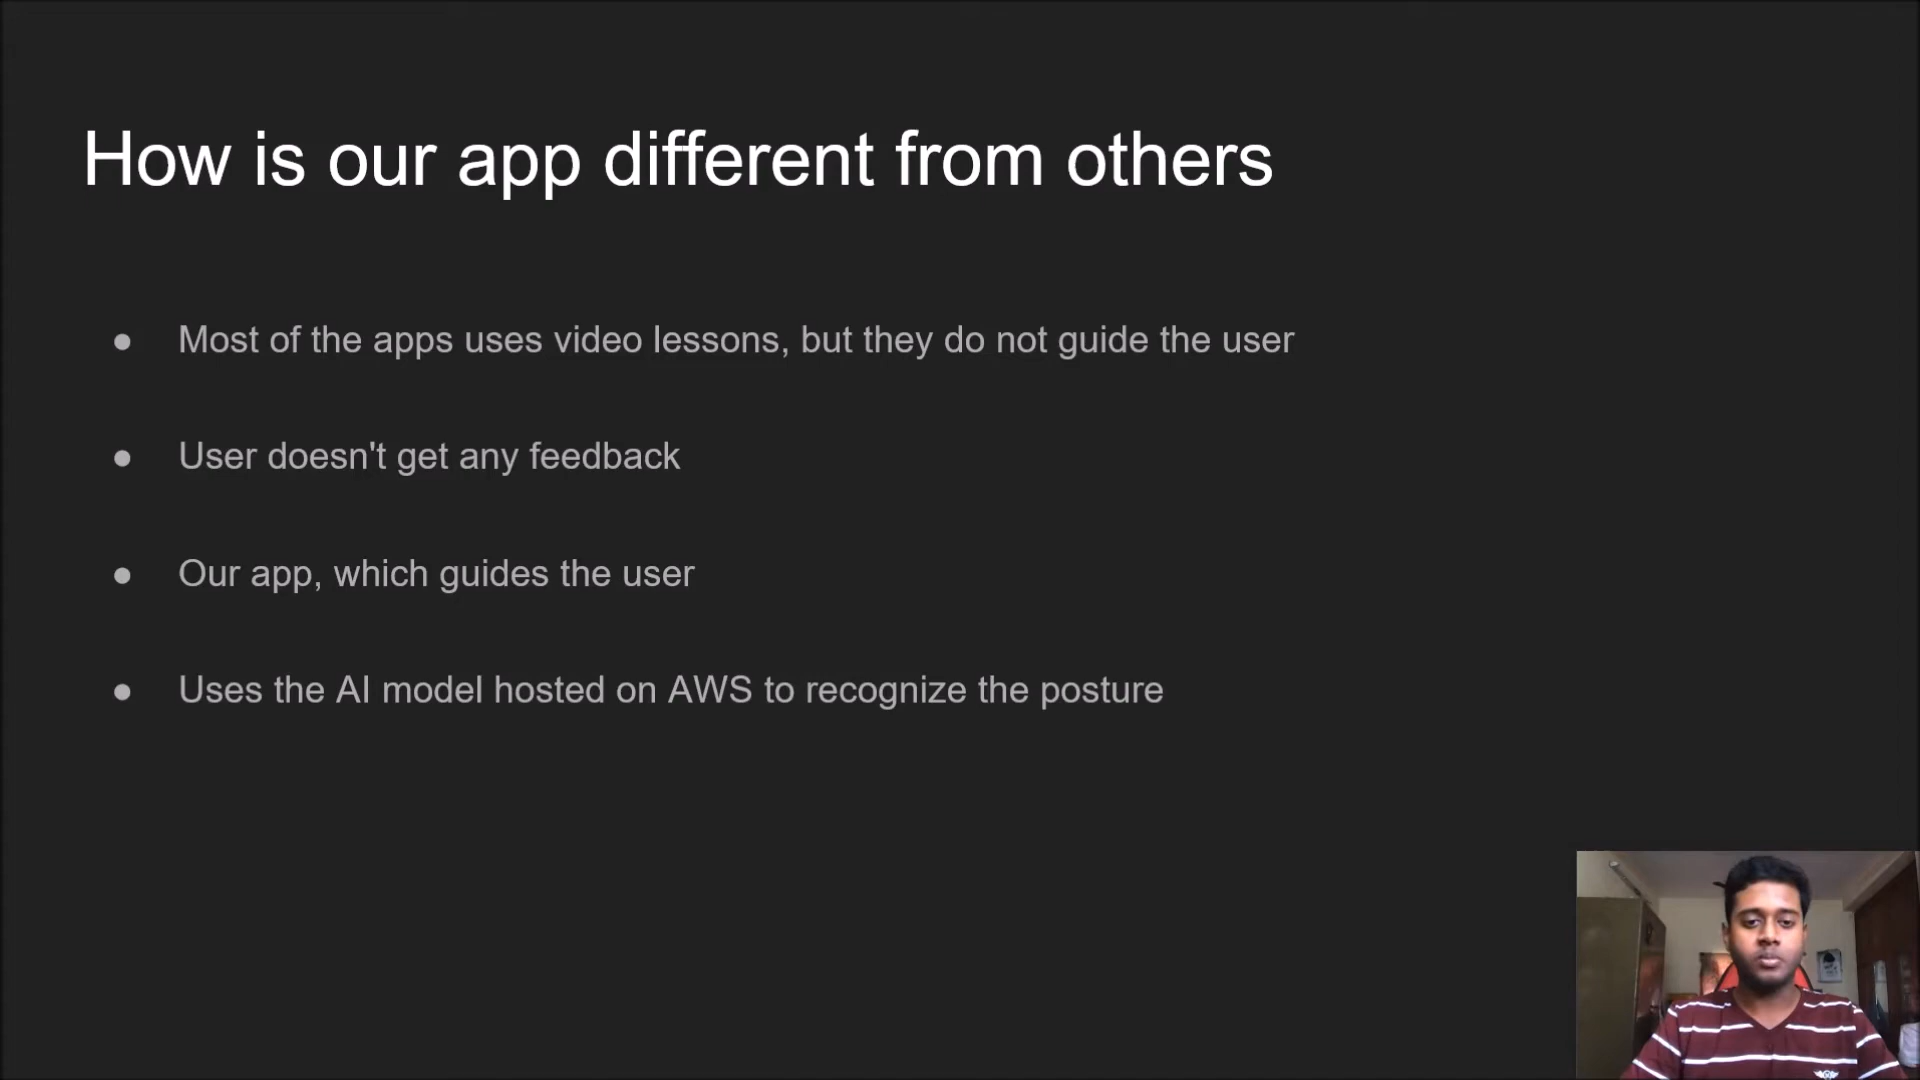 How is our app different from others
● Most of the apps uses video lessons, but they do not guide the user
● User doesn't get any feedback
● Our app, which guides the user
● Uses the AI model hosted on AWS to recognize the posture